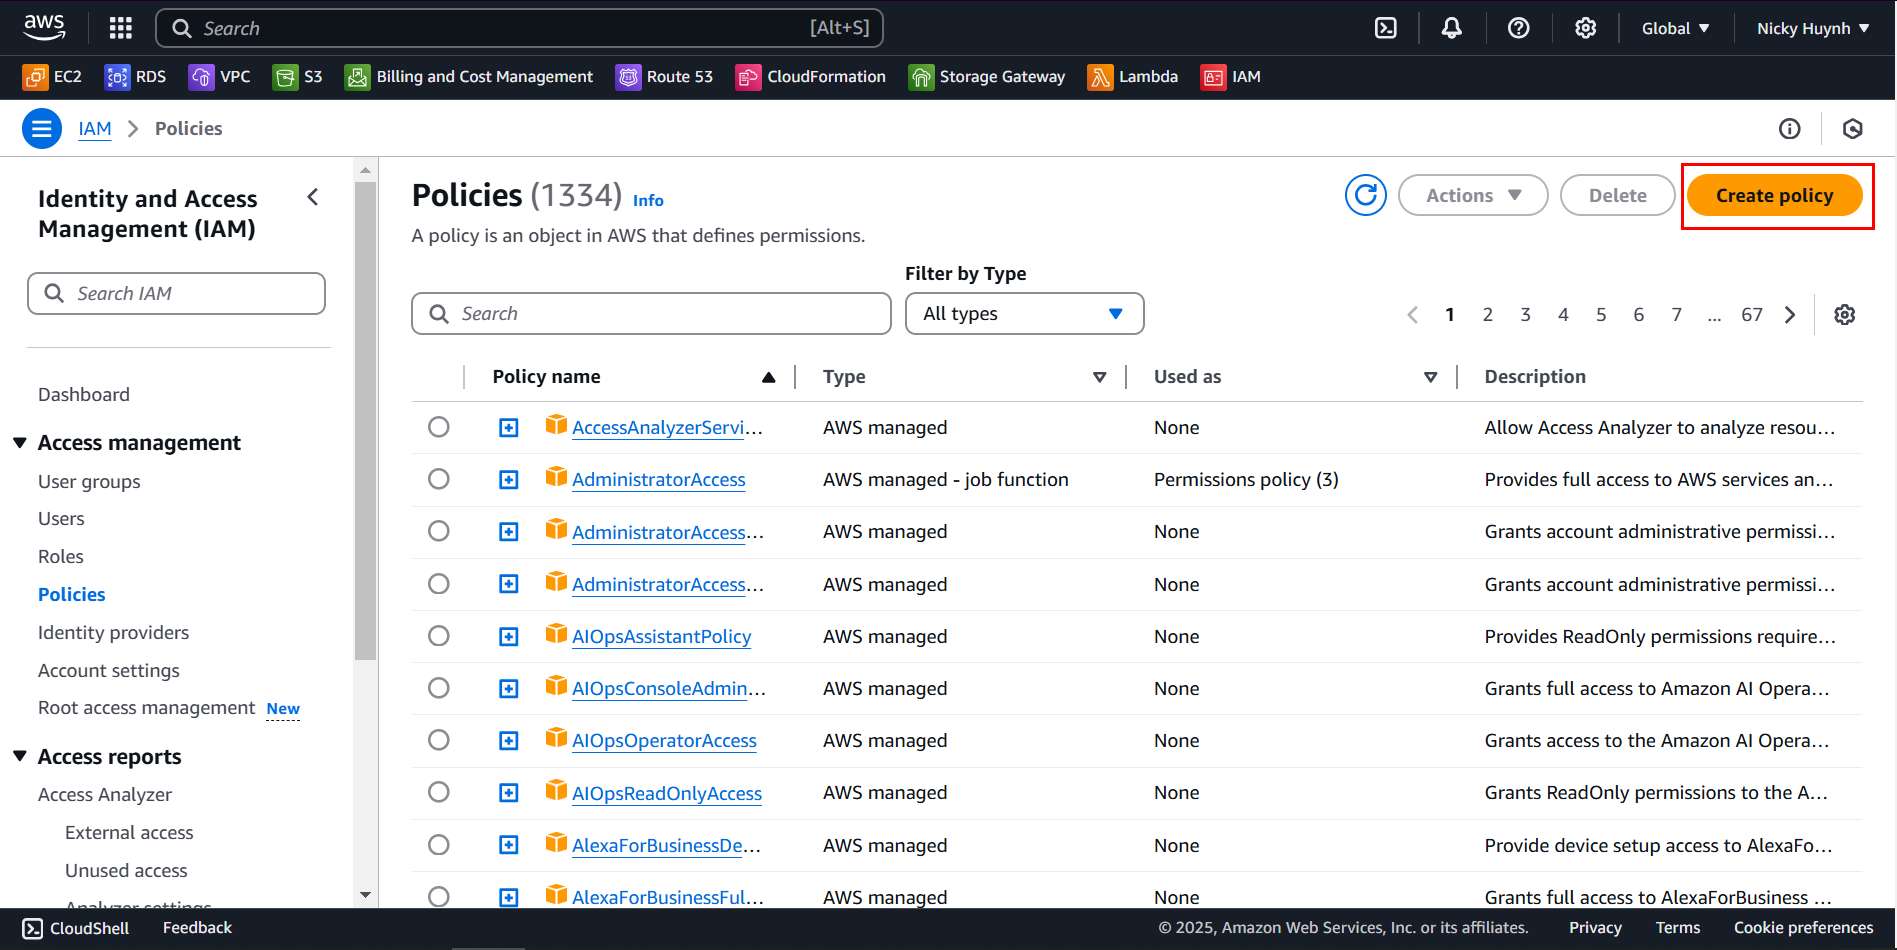 aws
Search [Alt+S] Global Nicky Huynh
EC2 RDS VPC S3 Billing and Cost Management Route 53 CloudFormation Storage Gateway Lambda IAM
IAM > Policies
Identity and Access
Management (IAM)
Search IAM
Dashboard
Access management
User groups
Users
Roles
Policies
Identity providers
Account settings
Root access management New
Access reports
Access Analyzer
External access
Unused access
Analyzer settings
Policies (1334) Info
Actions Delete Create policy
A policy is an object in AWS that defines permissions.
Filter by Type
Search All types 1 2 3 4 5 6 7 ... 67
Policy name Type Used as Description
AccessAnalyzerServi... AWS managed None Allow Access Analyzer to analyze resou...
AdministratorAccess AWS managed - job function Permissions policy (3) Provides full access to AWS services an...
AdministratorAccess... AWS managed None Grants account administrative permissi...
AdministratorAccess... AWS managed None Grants account administrative permissi...
AIOpsAssistantPolicy AWS managed None Provides ReadOnly permissions require...
AIOpsConsoleAdmin... AWS managed None Grants full access to Amazon AI Opera...
AIOpsOperatorAccess AWS managed None Grants access to the Amazon AI Opera...
AIOpsReadOnlyAccess AWS managed None Grants ReadOnly permissions to the A...
AlexaForBusinessDe... AWS managed None Provide device setup access to AlexaFo...
AlexaForBusinessFul... AWS managed None Grants full access to AlexaForBusiness ...
CloudShell Feedback © 2025, Amazon Web Services, Inc. or its affiliates. Privacy Terms Cookie preferences